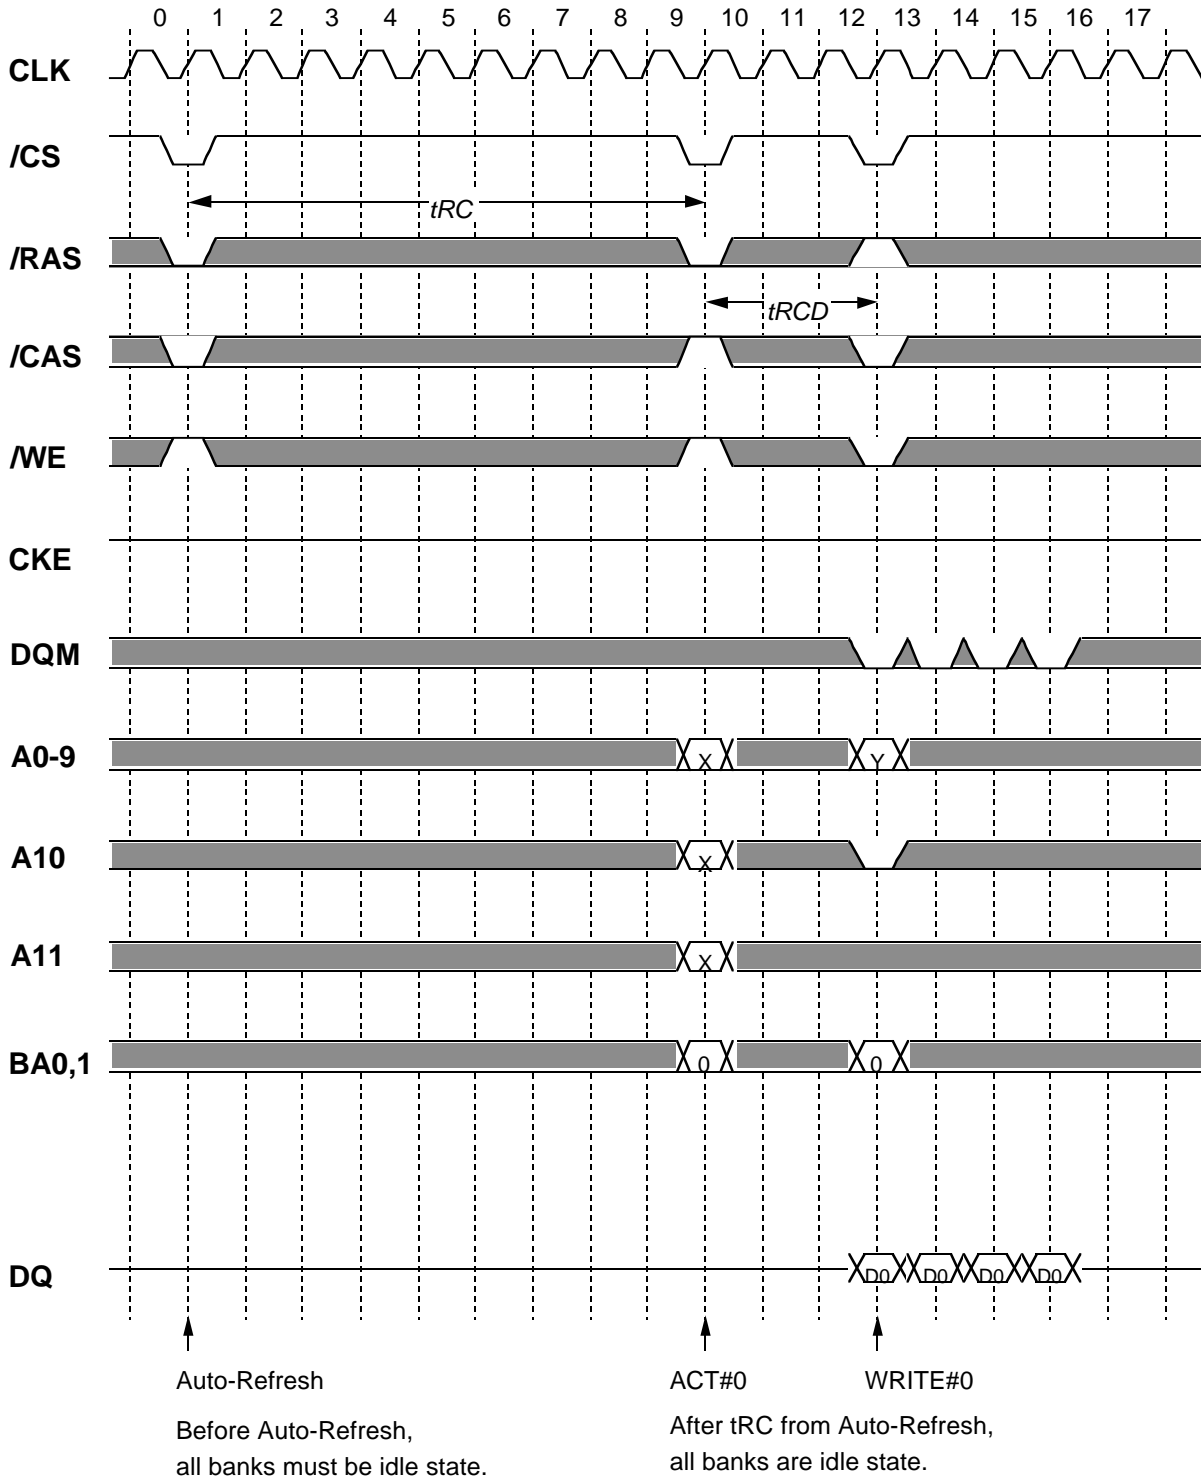 0 1 2 3 4 5 6 7 8 9 10 11 12 13 14 15 16 17
CLK
/CS
tRC
/RAS
tRCD
/CAS
/WE
CKE
DQM
A0-9 X Y
A10 X
A11 X
BA0,1 0 0
DQ D0 D0 D0 D0
Auto-Refresh ACT#0 WRITE#0
Before Auto-Refresh,
all banks must be idle state.
After tRC from Auto-Refresh,
all banks are idle state.